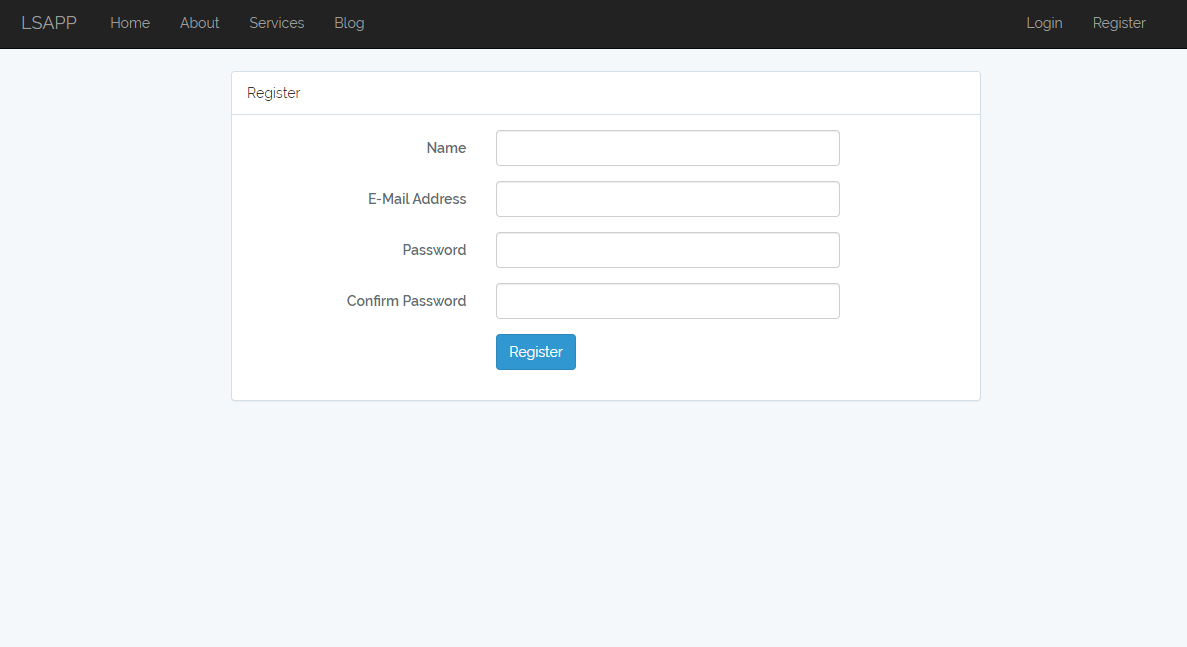 LSAPP Home About Services Blog Login Register
Register
Name
E-Mail Address
Password
Confirm Password
Register